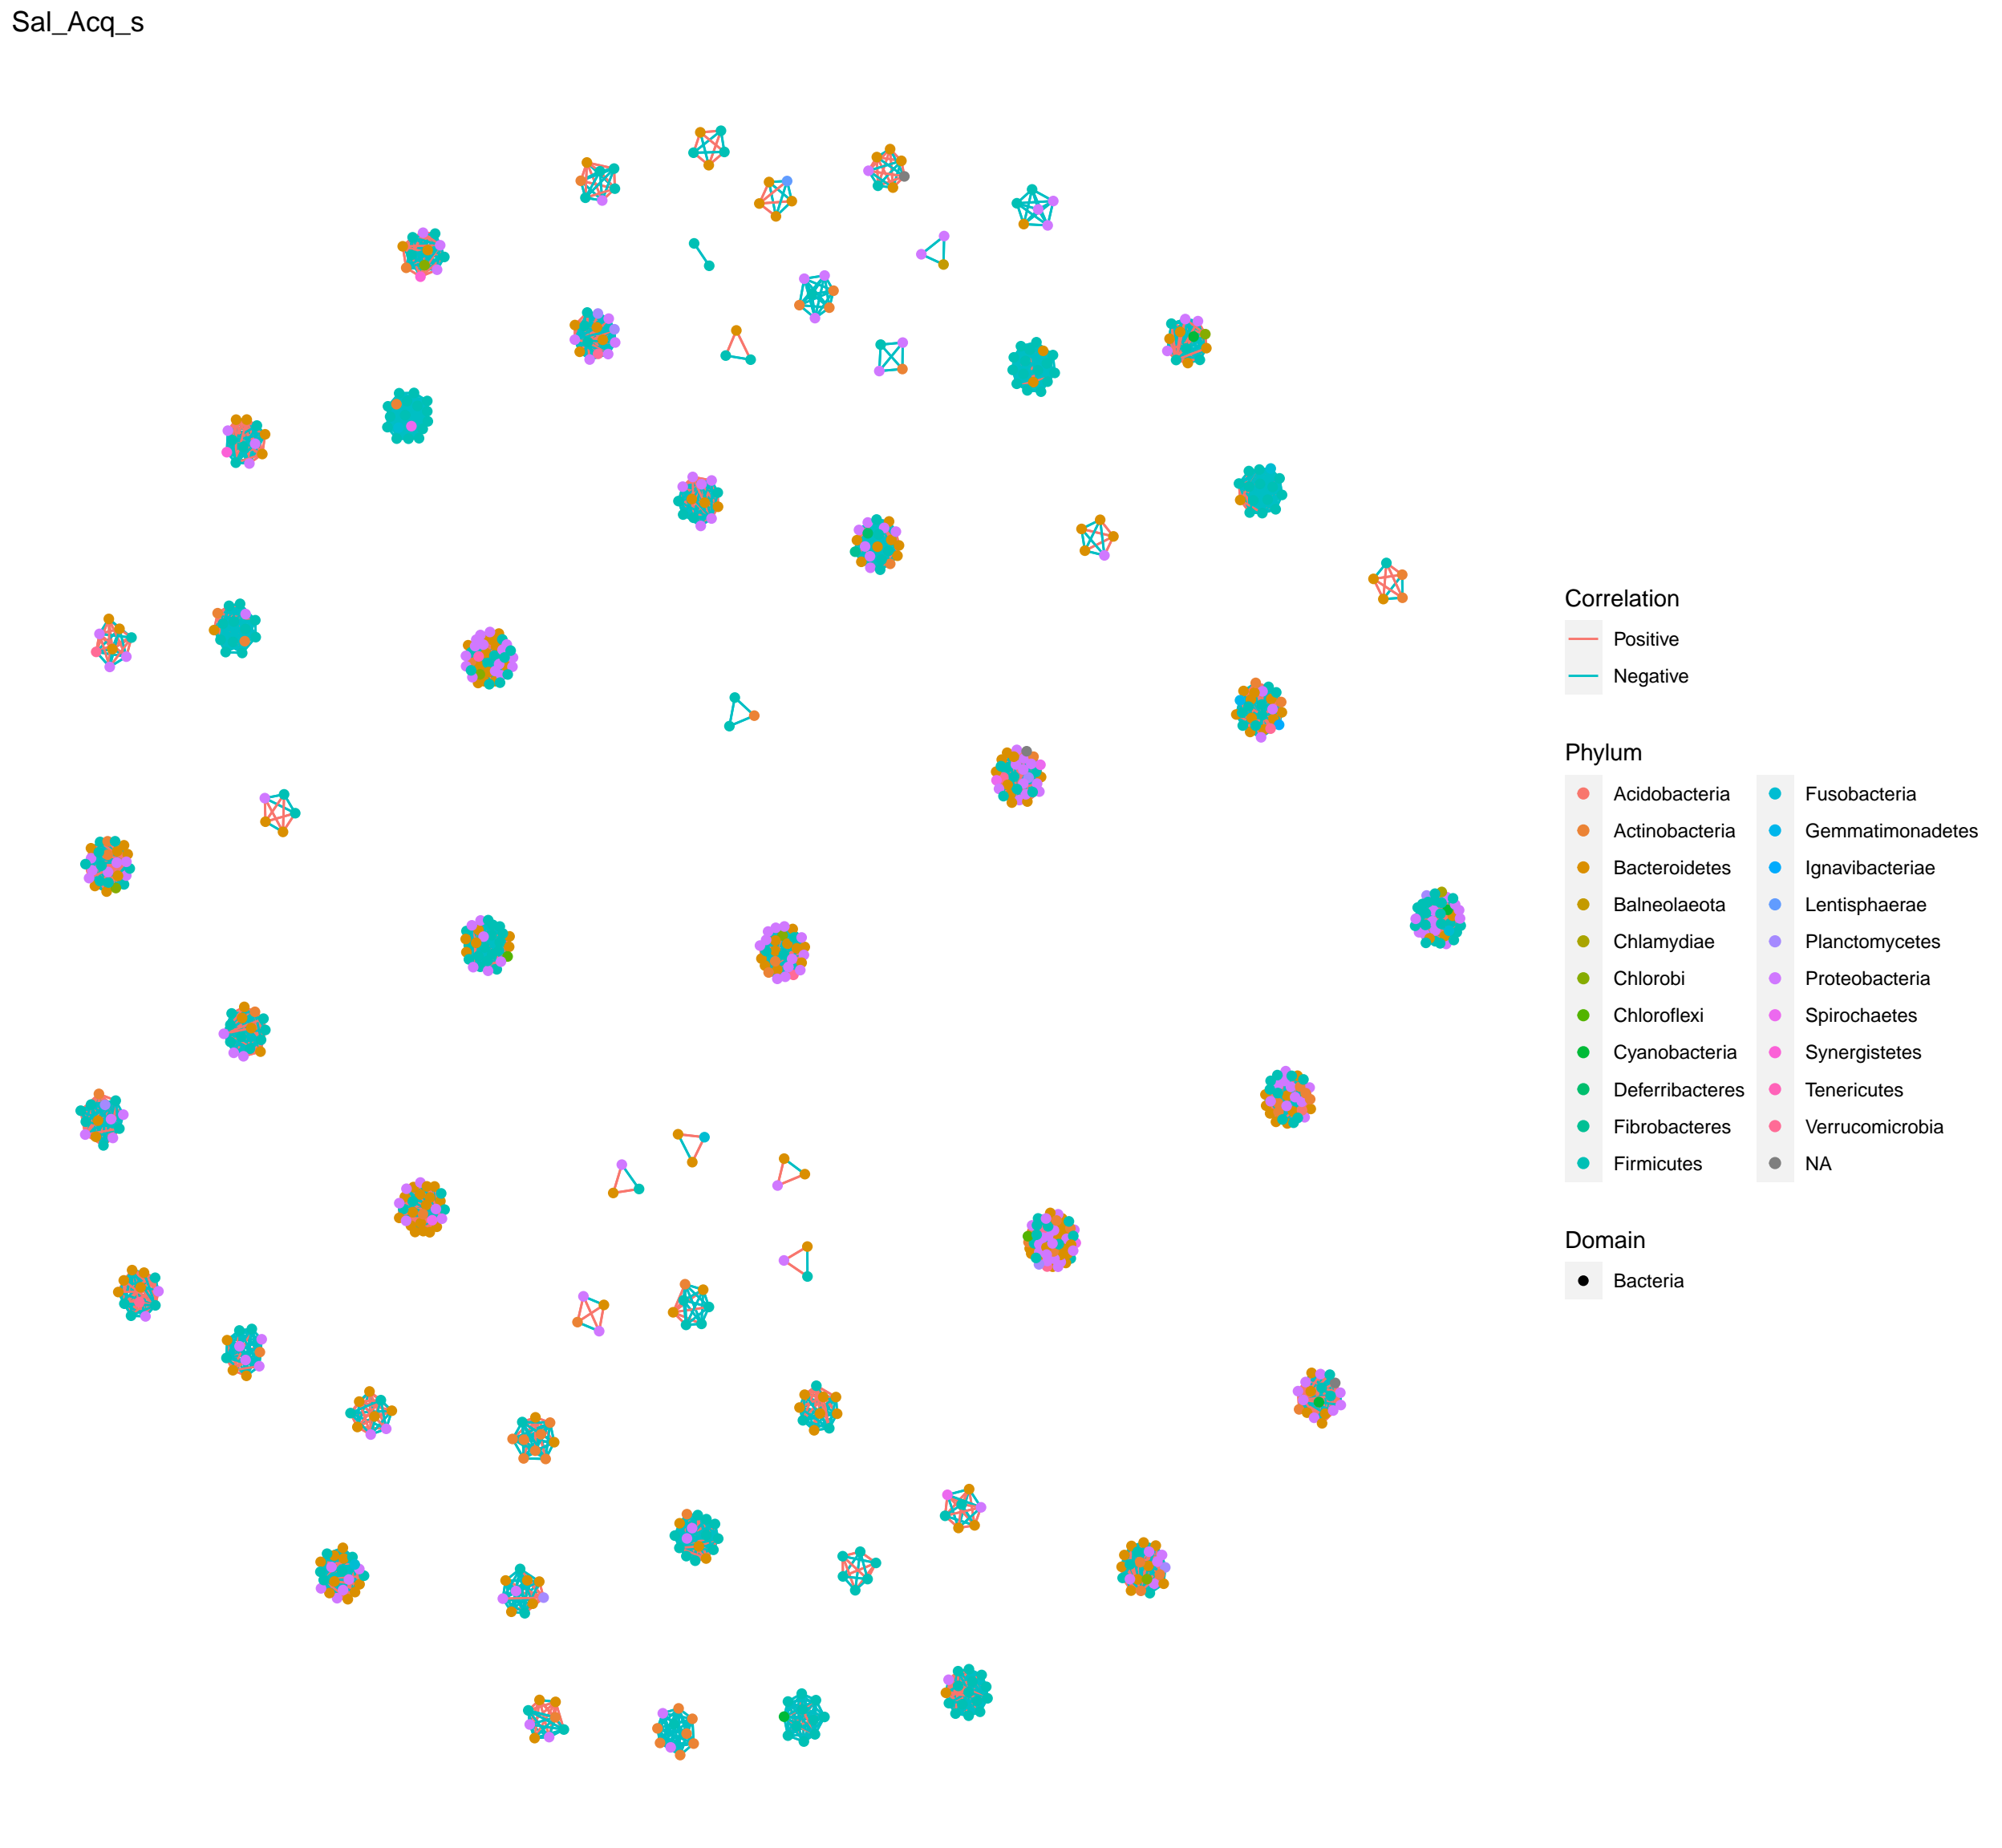 Sal_Acq_s
Correlation
Positive
Negative
Phylum
Acidobacteria
Actinobacteria
Bacteroidetes
Balneolaeota
Chlamydiae
Chlorobi
Chloroflexi
Cyanobacteria
Deferribacteres
Fibrobacteres
Firmicutes
Fusobacteria
Gemmatimonadetes
Ignavibacteriae
Lentisphaerae
Planctomycetes
Proteobacteria
Spirochaetes
Synergistetes
Tenericutes
Verrucomicrobia
NA
Domain
Bacteria